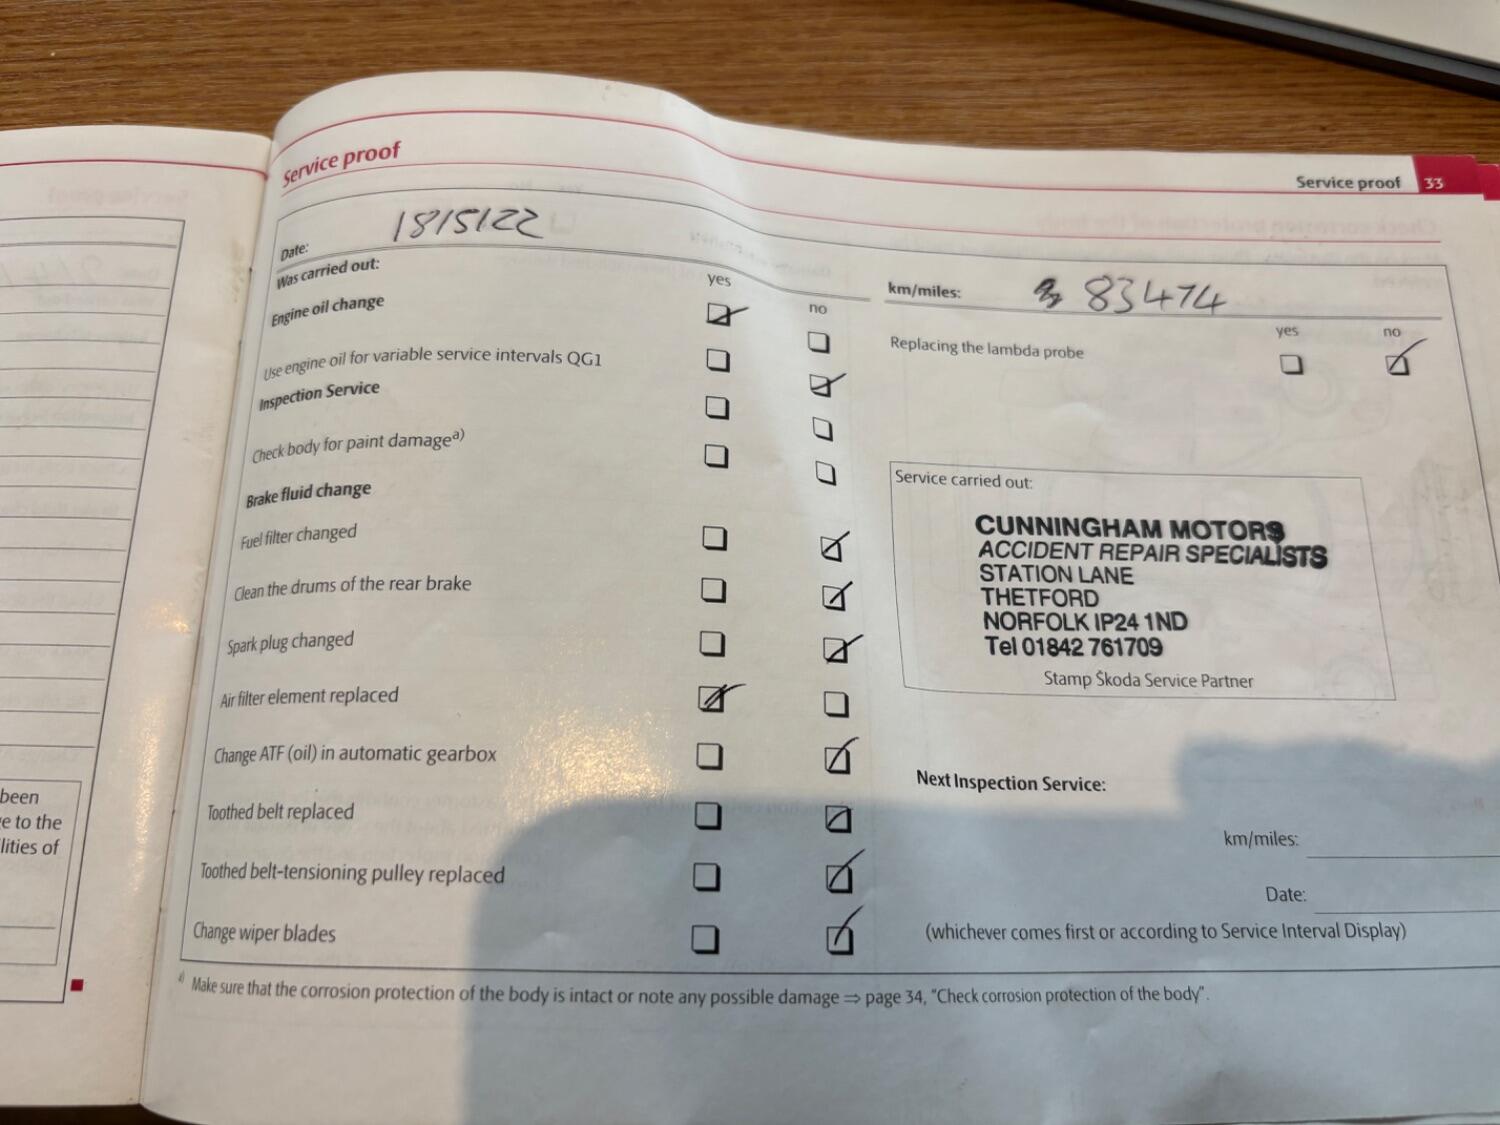 Service proof
Service proof 33
Date: 18/5/22
Was carried out:
yes
no
Engine oil change
Use engine oil for variable service intervals QG1
Inspection Service
Check body for paint damage a)
Brake fluid change
Fuel filter changed
Clean the drums of the rear brake
Spark plug changed
Air filter element replaced
Change ATF (oil) in automatic gearbox
Toothed belt replaced
Toothed belt-tensioning pulley replaced
Change wiper blades
km/miles: 83474
yes no
Replacing the lambda probe
Service carried out:
CUNNINGHAM MOTORS
ACCIDENT REPAIR SPECIALISTS
STATION LANE
THETFORD
NORFOLK IP24 1ND
Tel 01842 761709
Stamp Škoda Service Partner
Next Inspection Service:
km/miles:
Date:
(whichever comes first or according to Service Interval Display)
a) Make sure that the corrosion protection of the body is intact or note any possible damage ⇒ page 34, "Check corrosion protection of the body".
been
e to the
lities of